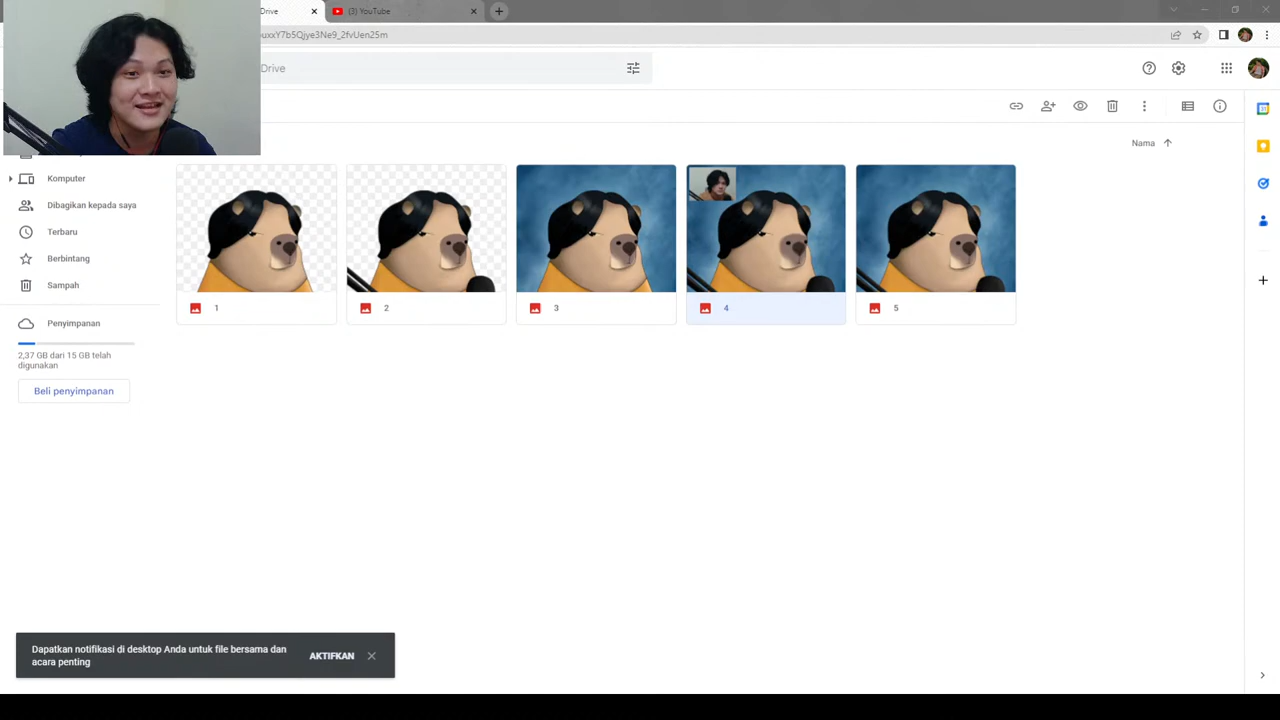 Drive
(3) YouTube
ouxxY7b5Qjye3Ne9_2fvUen25m
Drive
Nama
Komputer
Dibagikan kepada saya
Terbaru
Berbintang
Sampah
Penyimpanan
2,37 GB dari 15 GB telah
digunakan
Beli penyimpanan
1
2
3
4
5
Dapatkan notifikasi di desktop Anda untuk file bersama dan
acara penting
AKTIFKAN